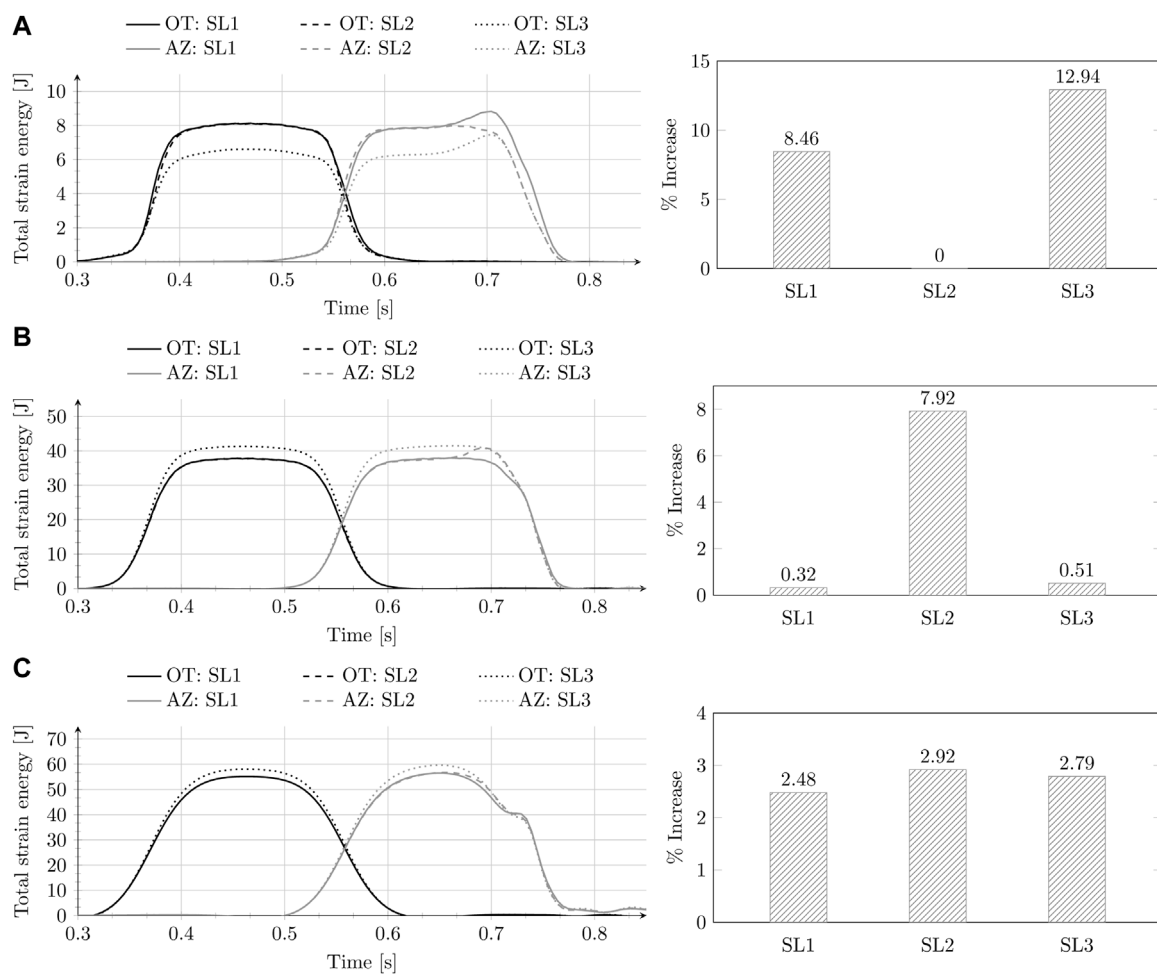 A
OT: SL1 OT: SL2 OT: SL3
AZ: SL1 AZ: SL2 AZ: SL3
Total strain energy [J]
10
8
6
4
2
0
0.3 0.4 0.5 0.6 0.7 0.8
Time [s]
% Increase
15
10
5
0
8.46 0 12.94
SL1 SL2 SL3
B
OT: SL1 OT: SL2 OT: SL3
AZ: SL1 AZ: SL2 AZ: SL3
Total strain energy [J]
50
40
30
20
10
0
0.3 0.4 0.5 0.6 0.7 0.8
Time [s]
% Increase
8
6
4
2
0
0.32 7.92 0.51
SL1 SL2 SL3
C
OT: SL1 OT: SL2 OT: SL3
AZ: SL1 AZ: SL2 AZ: SL3
Total strain energy [J]
70
60
50
40
30
20
10
0
0.3 0.4 0.5 0.6 0.7 0.8
Time [s]
% Increase
4
3
2
1
0
2.48 2.92 2.79
SL1 SL2 SL3